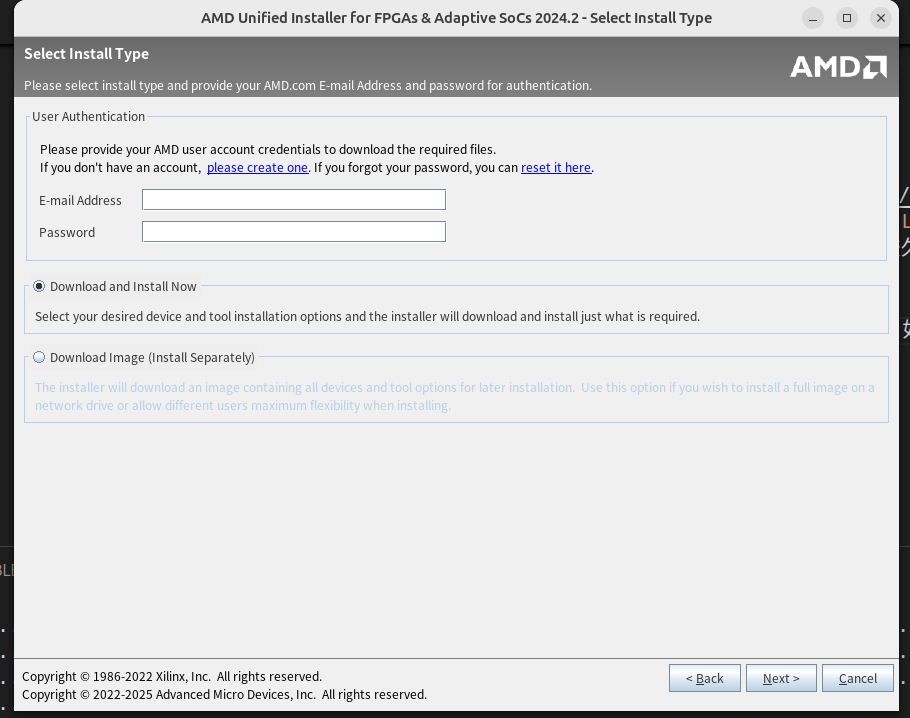 AMD Unified Installer for FPGAs & Adaptive SoCs 2024.2 - Select Install Type
Select Install Type
AMD
Please select install type and provide your AMD.com E-mail Address and password for authentication.
User Authentication
Please provide your AMD user account credentials to download the required files.
If you don't have an account, please create one. If you forgot your password, you can reset it here.
E-mail Address
Password
Download and Install Now
Select your desired device and tool installation options and the installer will download and install just what is required.
Download Image (Install Separately)
The installer will download an image containing all devices and tool options for later installation. Use this option if you wish to install a full image on a
network drive or allow different users maximum flexibility when installing.
Copyright © 1986-2022 Xilinx, Inc. All rights reserved.
Copyright © 2022-2025 Advanced Micro Devices, Inc. All rights reserved.
< Back
Next >
Cancel